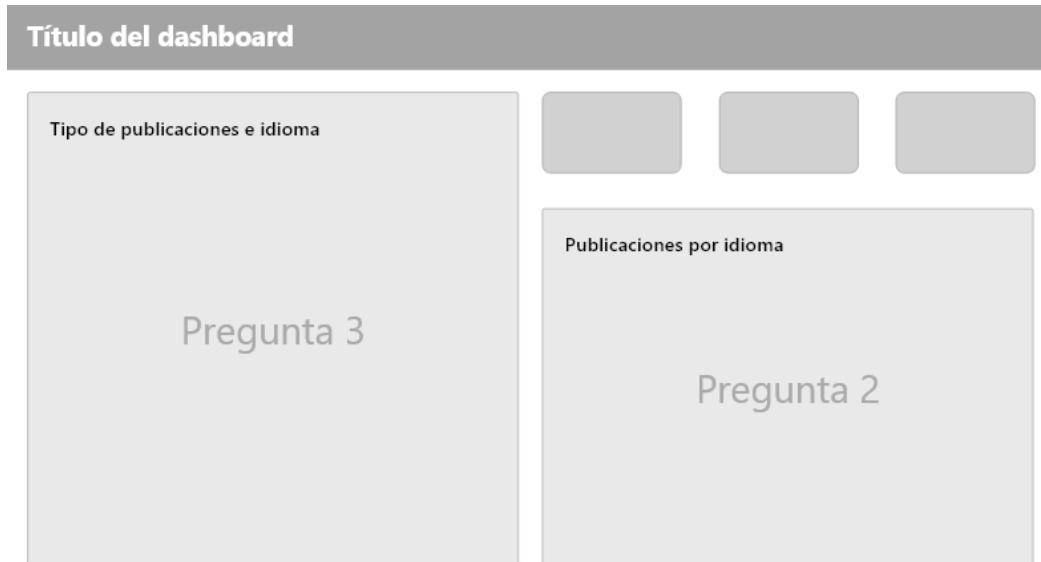 Título del dashboard
Tipo de publicaciones e idioma
Pregunta 3
Publicaciones por idioma
Pregunta 2